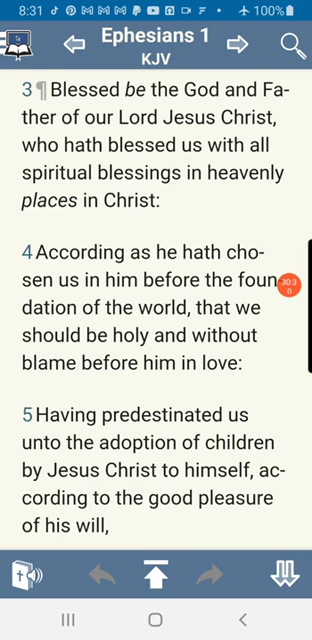 8:31 100%
Ephesians 1
KJV
3 ¶ Blessed be the God and Fa-
ther of our Lord Jesus Christ,
who hath blessed us with all
spiritual blessings in heavenly
places in Christ:
4 According as he hath cho-
sen us in him before the foun-
dation of the world, that we
should be holy and without
blame before him in love:
5 Having predestinated us
unto the adoption of children
by Jesus Christ to himself, ac-
cording to the good pleasure
of his will,
30:3
0